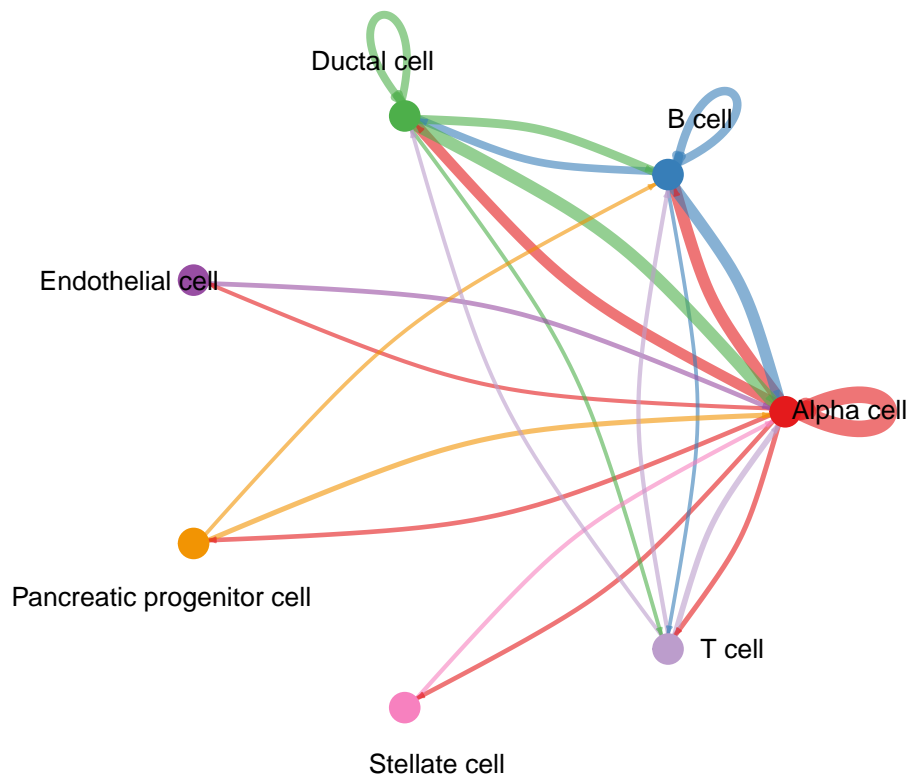 Ductal cell
B cell
Endothelial cell
Alpha cell
Pancreatic progenitor cell
T cell
Stellate cell